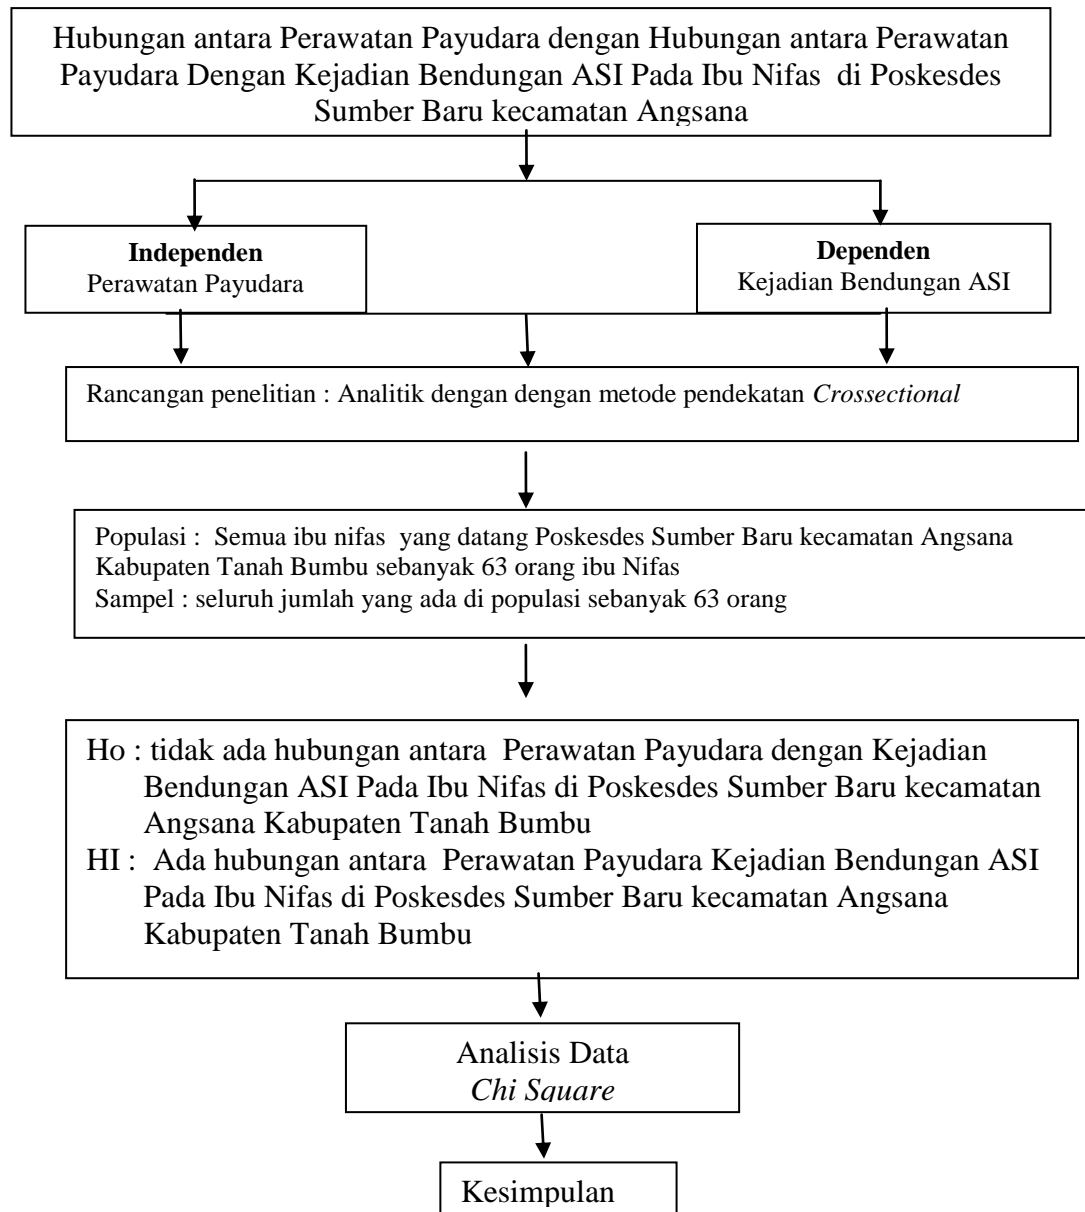 Hubungan antara Perawatan Payudara dengan Hubungan antara Perawatan
Payudara Dengan Kejadian Bendungan ASI Pada Ibu Nifas di Poskesdes
Sumber Baru kecamatan Angsana
Independen
Perawatan Payudara
Dependen
Kejadian Bendungan ASI
Rancangan penelitian : Analitik dengan dengan metode pendekatan Crossectional
Populasi : Semua ibu nifas yang datang Poskesdes Sumber Baru kecamatan Angsana
Kabupaten Tanah Bumbu sebanyak 63 orang ibu Nifas
Sampel : seluruh jumlah yang ada di populasi sebanyak 63 orang
Ho : tidak ada hubungan antara Perawatan Payudara dengan Kejadian
Bendungan ASI Pada Ibu Nifas di Poskesdes Sumber Baru kecamatan
Angsana Kabupaten Tanah Bumbu
HI : Ada hubungan antara Perawatan Payudara Kejadian Bendungan ASI
Pada Ibu Nifas di Poskesdes Sumber Baru kecamatan Angsana
Kabupaten Tanah Bumbu
Analisis Data
Chi Square
Kesimpulan